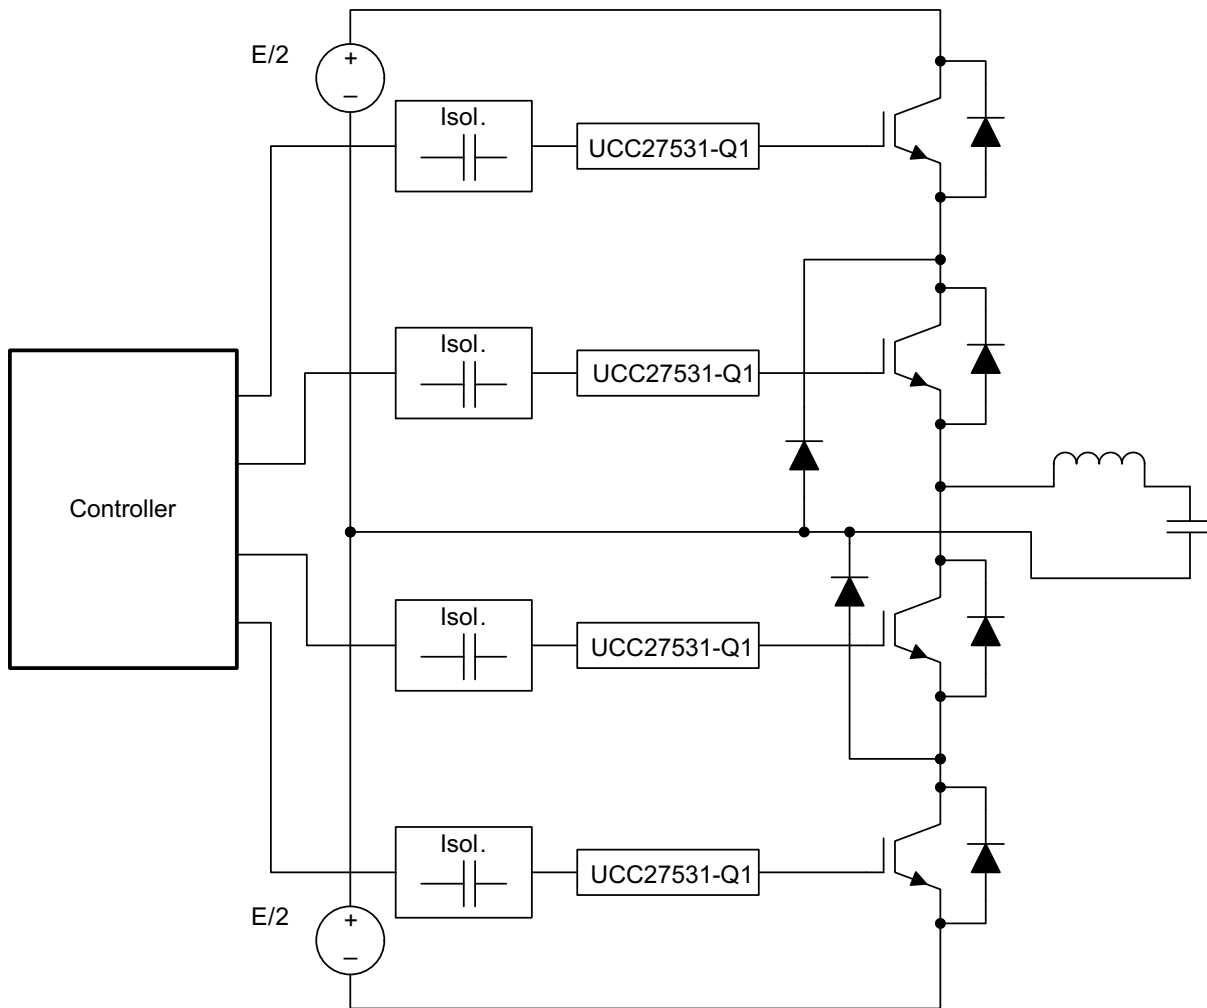 E/2
+
–
Isol.
UCC27531-Q1
Isol.
UCC27531-Q1
Controller
Isol.
UCC27531-Q1
Isol.
UCC27531-Q1
E/2
+
–